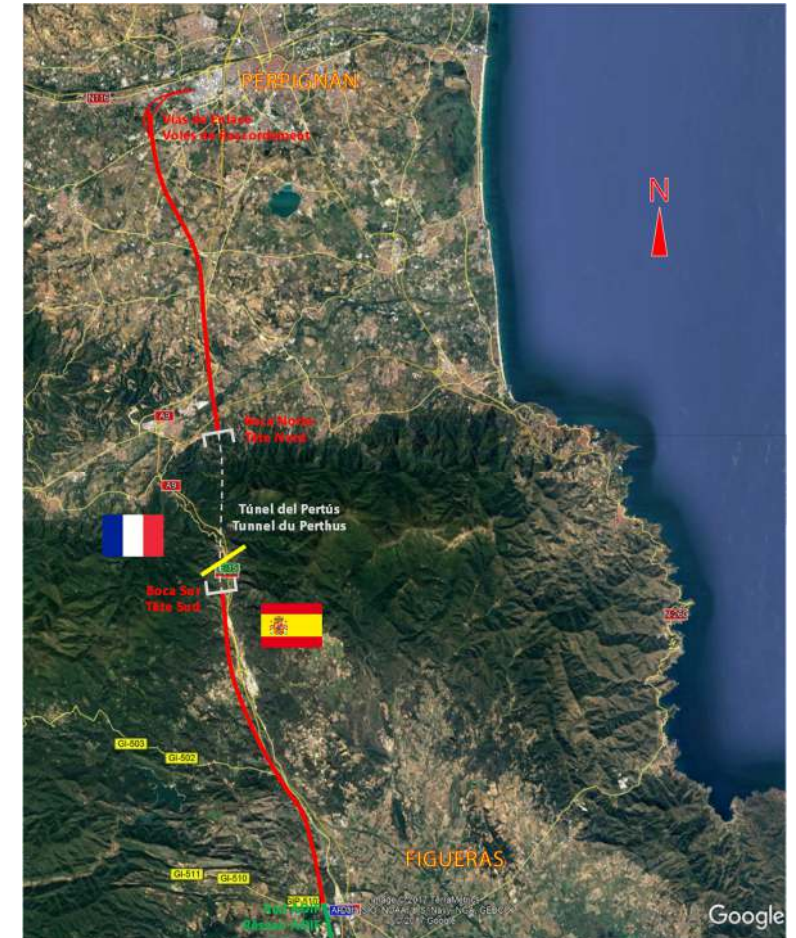 PERPIGNAN
N116
Vías de Enlace
Voies de Raccordement
N
A9
Boca Norte
Tête Nord
A9
Túnel del Pertús
Tunnel du Perthus
Boca Sur
Tête Sud
GI-503
GI-502
FIGUERAS
GI-511
GI-510
Google